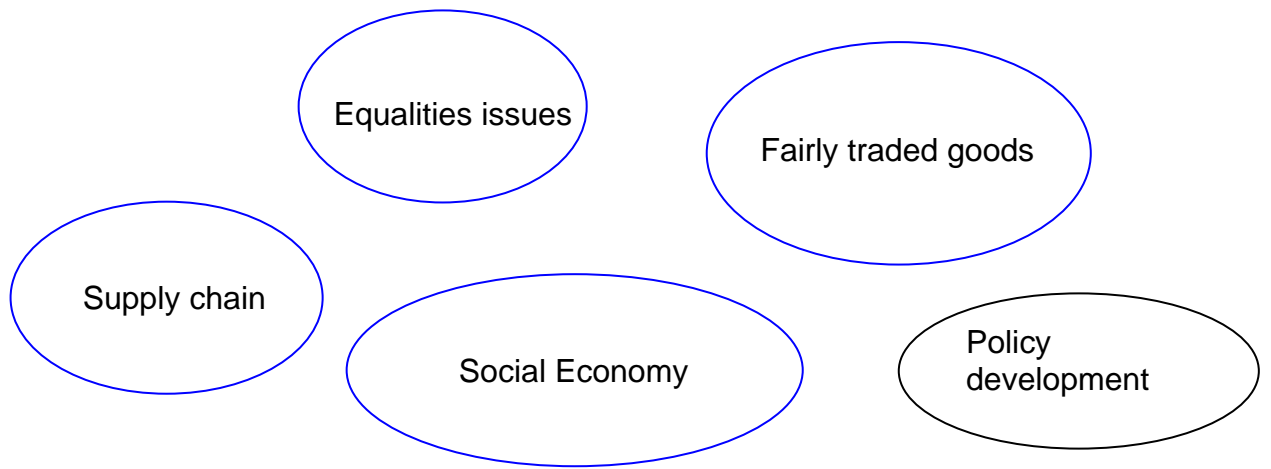 Equalities issues
Fairly traded goods
Supply chain
Social Economy
Policy
development